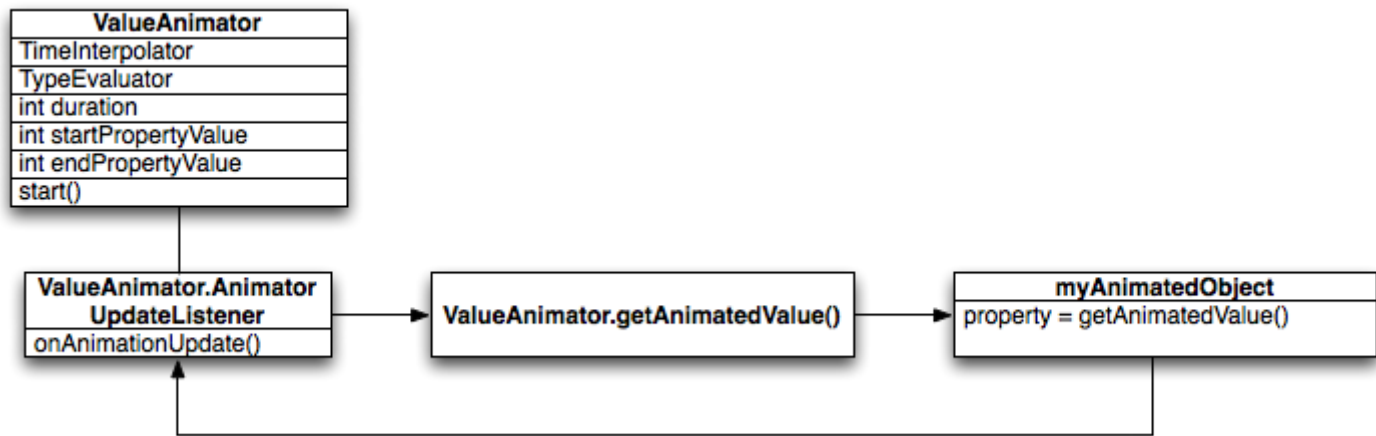 ValueAnimator
TimeInterpolator
TypeEvaluator
int duration
int startPropertyValue
int endPropertyValue
start()
ValueAnimator.Animator
UpdateListener
onAnimationUpdate()
ValueAnimator.getAnimatedValue()
myAnimatedObject
property = getAnimatedValue()